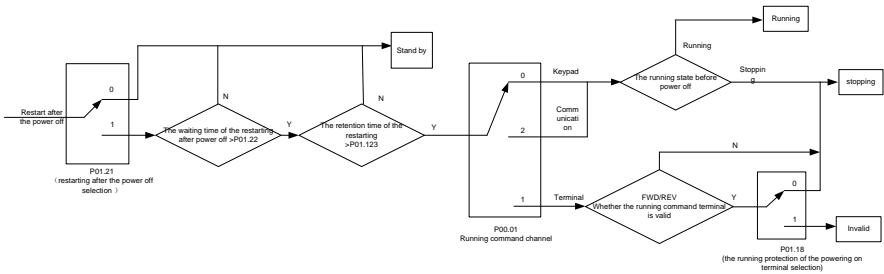 Restart after
the power off
0
1
P01.21
（restarting after the power off
selection ）
Stand by
N
The waiting time of the restarting
after power off >P01.22
Y
N
The retention time of the
restarting
>P01.123
Y
0
2
1
P00.01
Running command channel
Keypad
Comm
unicati
on
Terminal
The running state before
power off
Running
Running
Stoppin
g
stopping
N
FWD/REV
Whether the running command terminal
is valid
Y
0
1
P01.18
(the running protection of the powering on
terminal selection)
Invalid